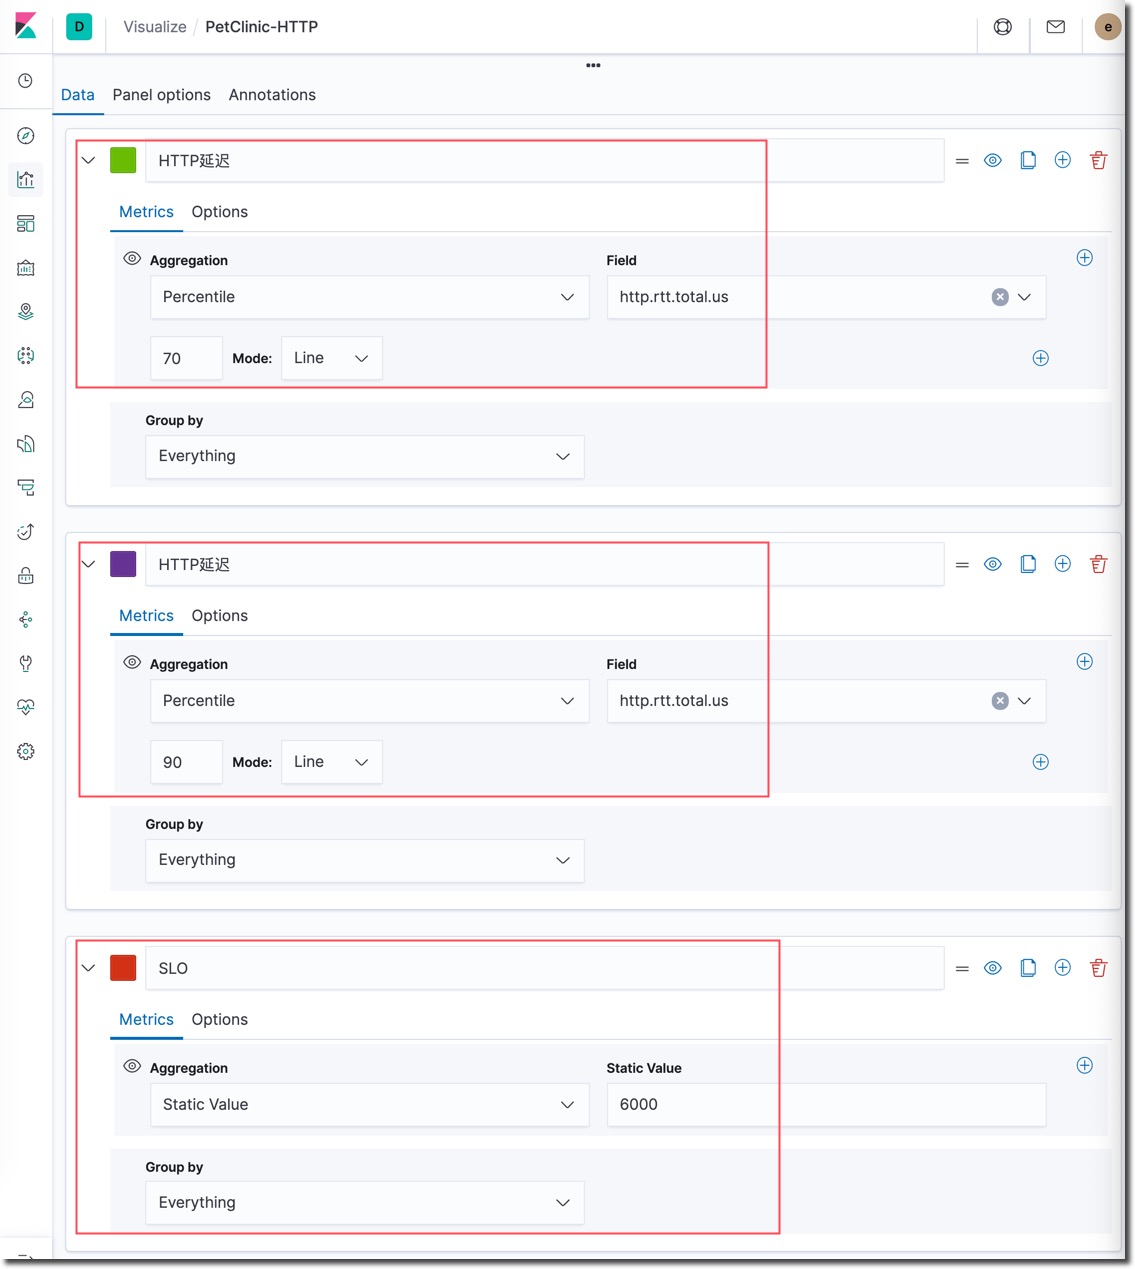 D Visualize / PetClinic-HTTP e
Data Panel options Annotations
HTTP延迟
Metrics Options
Aggregation Field
Percentile http.rtt.total.us
70 Mode: Line
Group by
Everything
HTTP延迟
Metrics Options
Aggregation Field
Percentile http.rtt.total.us
90 Mode: Line
Group by
Everything
SLO
Metrics Options
Aggregation Static Value
Static Value 6000
Group by
Everything